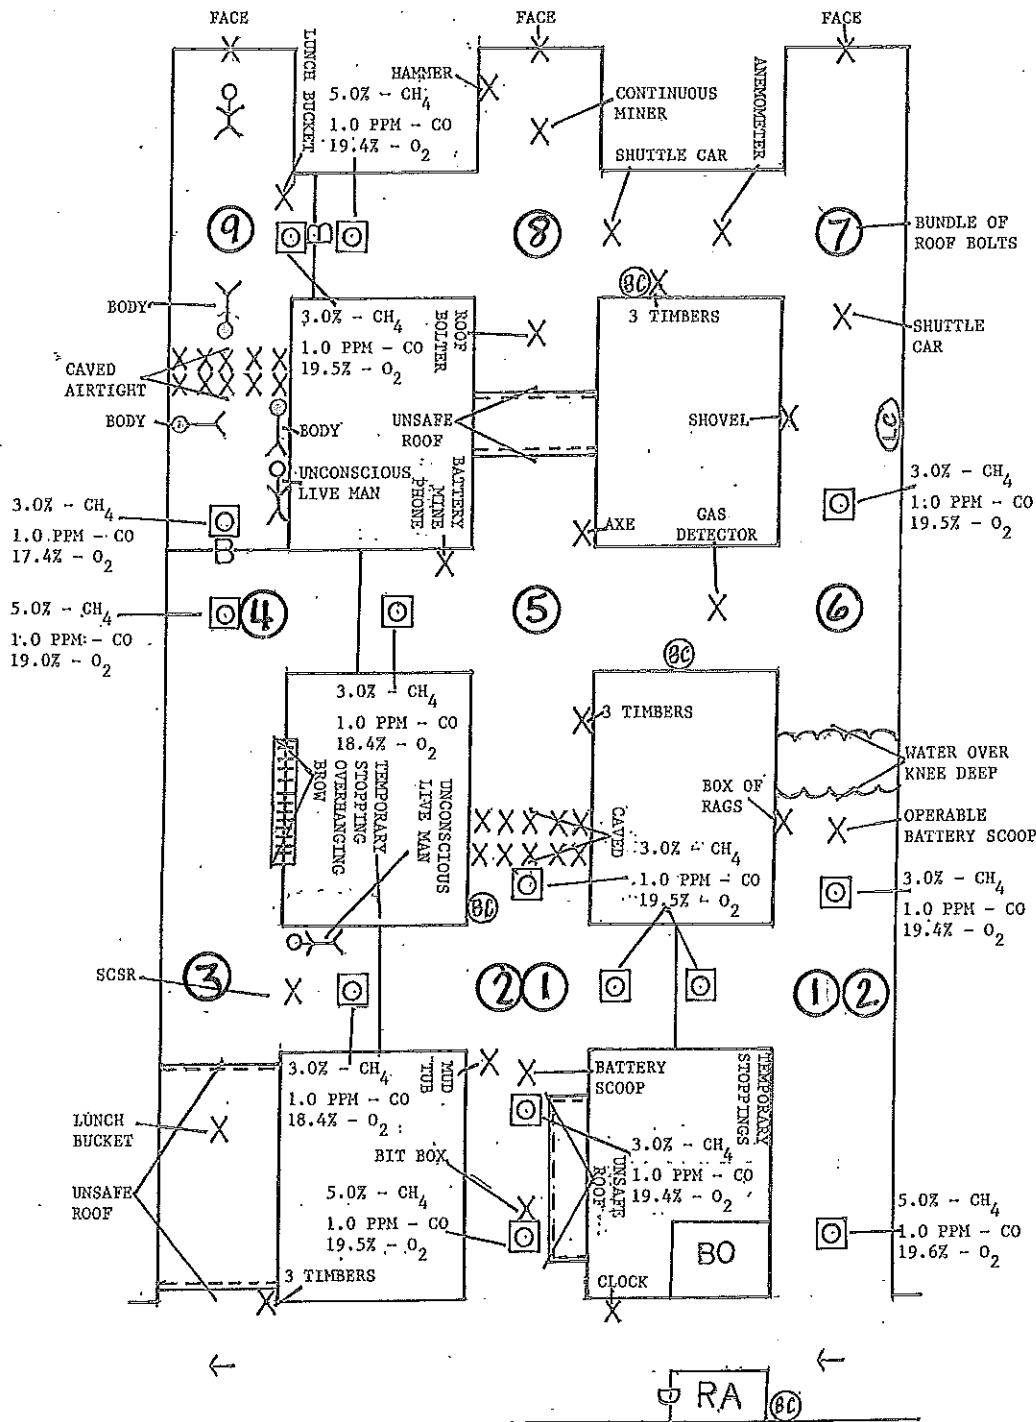 FACE
FACE
FACE
LUNCH BUCKET
5.0% - CH4
1.0 PPM - CO
19.4% - O2
HAMMER
CONTINUOUS
MINER
SHUTTLE CAR
ANEMOMETER
9
B
8
7
BUNDLE OF
ROOF BOLTS
BODY
3.0% - CH4
1.0 PPM - CO
19.5% - O2
ROOF
BOLTER
BC
3 TIMBERS
SHUTTLE
CAR
CAVED
AIRTIGHT
BODY
BODY
UNSAFE
ROOF
SHOVEL
LC
UNCONSCIOUS
LIVE MAN
BATTERY
MINE
PHONE
AXE
GAS
DETECTOR
3.0% - CH4
1.0 PPM - CO
19.5% - O2
3.0% - CH4
1.0 PPM - CO
17.4% - O2
B
5.0% - CH4
1.0 PPM - CO
19.0% - O2
4
5
6
BC
3.0% - CH4
1.0 PPM - CO
18.4% - O2
3 TIMBERS
OVERHANGING
BROW
TEMPORARY
STOPPING
UNCONSCIOUS
LIVE MAN
WATER OVER
KNEE DEEP
BOX OF
RAGS
CAVED
OPERABLE
BATTERY SCOOP
3.0% - CH4
1.0 PPM - CO
19.5% - O2
3.0% - CH4
1.0 PPM - CO
19.4% - O2
BC
SCSR
3
2
1
1
2
3.0% - CH4
1.0 PPM - CO
18.4% - O2
MUD
TUB
BATTERY
SCOOP
TEMPORARY
STOPPINGS
LUNCH
BUCKET
BIT BOX
UNSAFE
ROOF
3.0% - CH4
1.0 PPM - CO
19.4% - O2
UNSAFE
ROOF
5.0% - CH4
1.0 PPM - CO
19.5% - O2
5.0% - CH4
1.0 PPM - CO
19.6% - O2
BO
3 TIMBERS
CLOCK
RA
BC